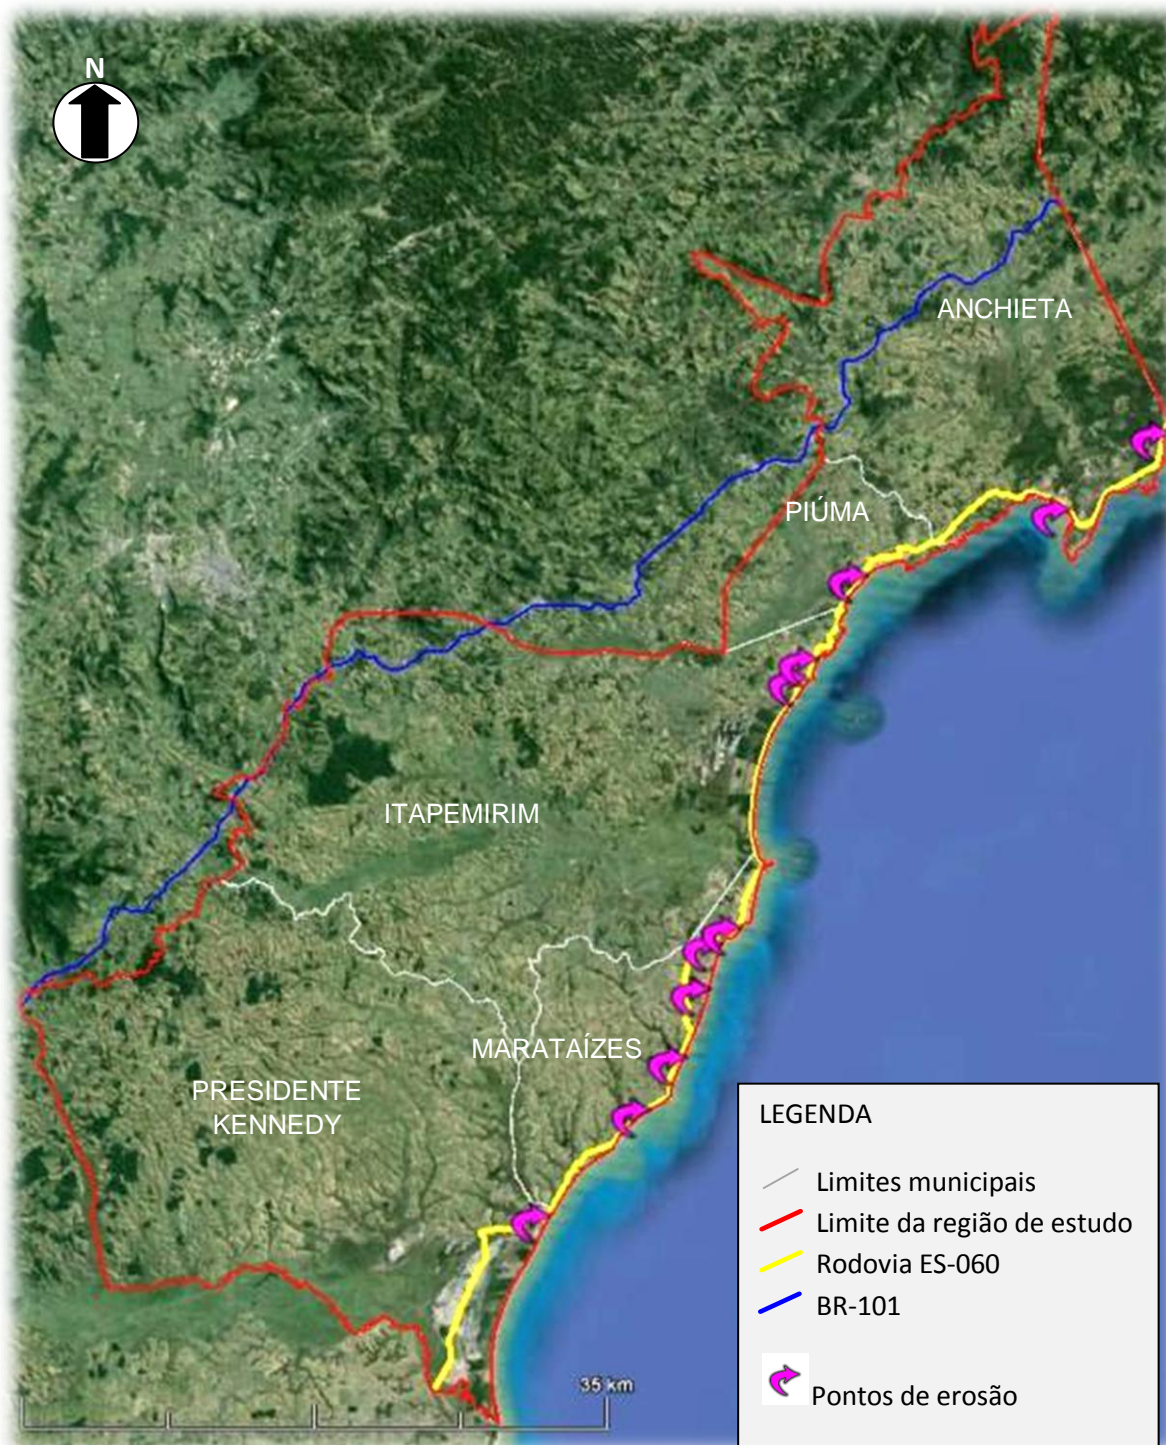 N
ANCHIETA
PIÚMA
ITAPEMIRIM
MARATAÍZES
PRESIDENTE
KENNEDY
LEGENDA
Limites municipais
Limite da região de estudo
Rodovia ES-060
BR-101
Pontos de erosão
35 km